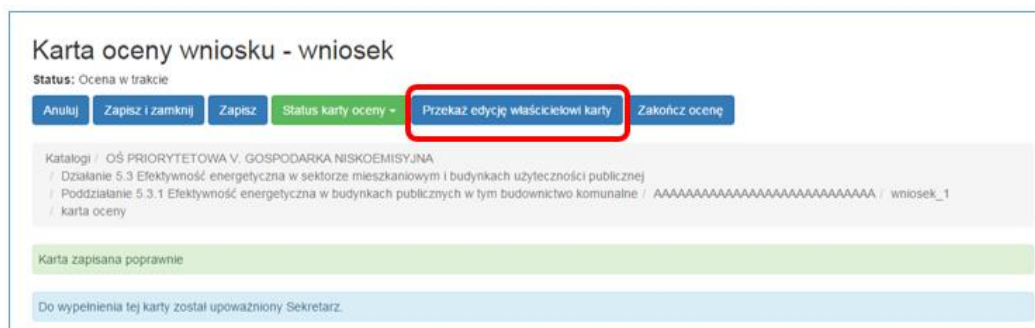 Karta oceny wniosku - wniosek
Status: Ocena w trakcie
Anuluj Zapisz i zamknij Zapisz Status karty oceny Przekaż edycję właścicielowi karty Zakończ ocenę
Katalogi / OŚ PRIORYTETOWA V. GOSPODARKA NISKOEMISYJNA
/ Działanie 5.3 Efektywność energetyczna w sektorze mieszkaniowym i budynkach użyteczności publicznej
/ Poddziałanie 5.3.1 Efektywność energetyczna w budynkach publicznych w tym budownictwo komunalne / AAAAAAAAAAAAAAAAAAAAAAAAAAAA / wniosek_1
/ karta oceny
Karta zapisana poprawnie
Do wypełnienia tej karty został upoważniony Sekretarz.